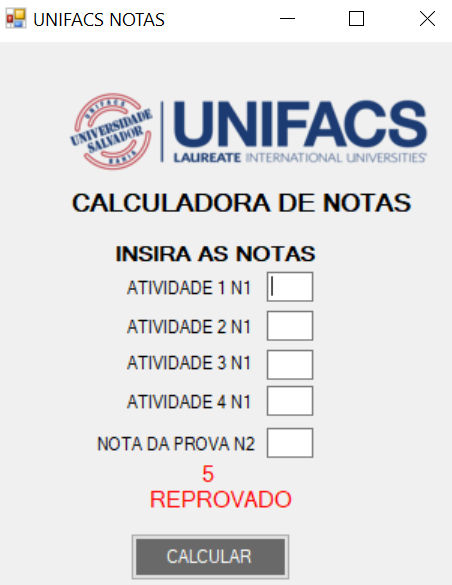 UNIFACS NOTAS
UNIFACS
UNIVERSIDADE
SALVADOR
BAHIA
UNIFACS
LAUREATE INTERNATIONAL UNIVERSITIES
CALCULADORA DE NOTAS
INSIRA AS NOTAS
ATIVIDADE 1 N1
ATIVIDADE 2 N1
ATIVIDADE 3 N1
ATIVIDADE 4 N1
NOTA DA PROVA N2
5
REPROVADO
CALCULAR